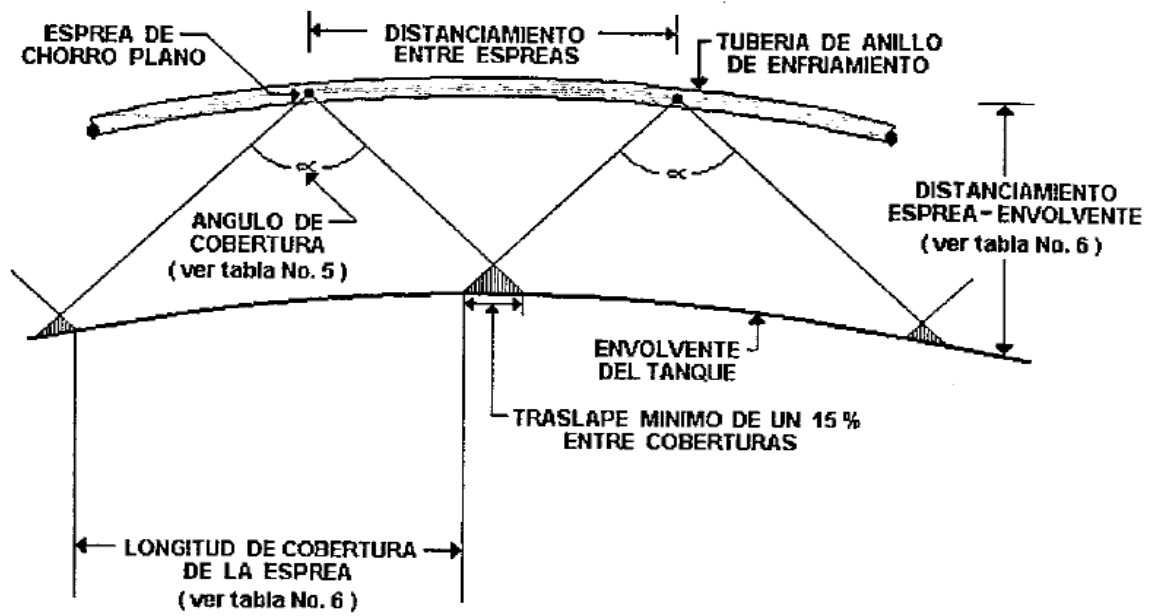 ESPREA DE
CHORRO PLANO
DISTANCIAMIENTO
ENTRE ESPREAS
TUBERIA DE ANILLO
DE ENFRIAMIENTO
∝
∝
ANGULO DE
COBERTURA
(ver tabla No. 5)
DISTANCIAMIENTO
ESPREA-ENVOLVENTE
(ver tabla No. 6)
ENVOLVENTE
DEL TANQUE
TRASLAPE MINIMO DE UN 15 %
ENTRE COBERTURAS
LONGITUD DE COBERTURA
DE LA ESPREA
(ver tabla No. 6)